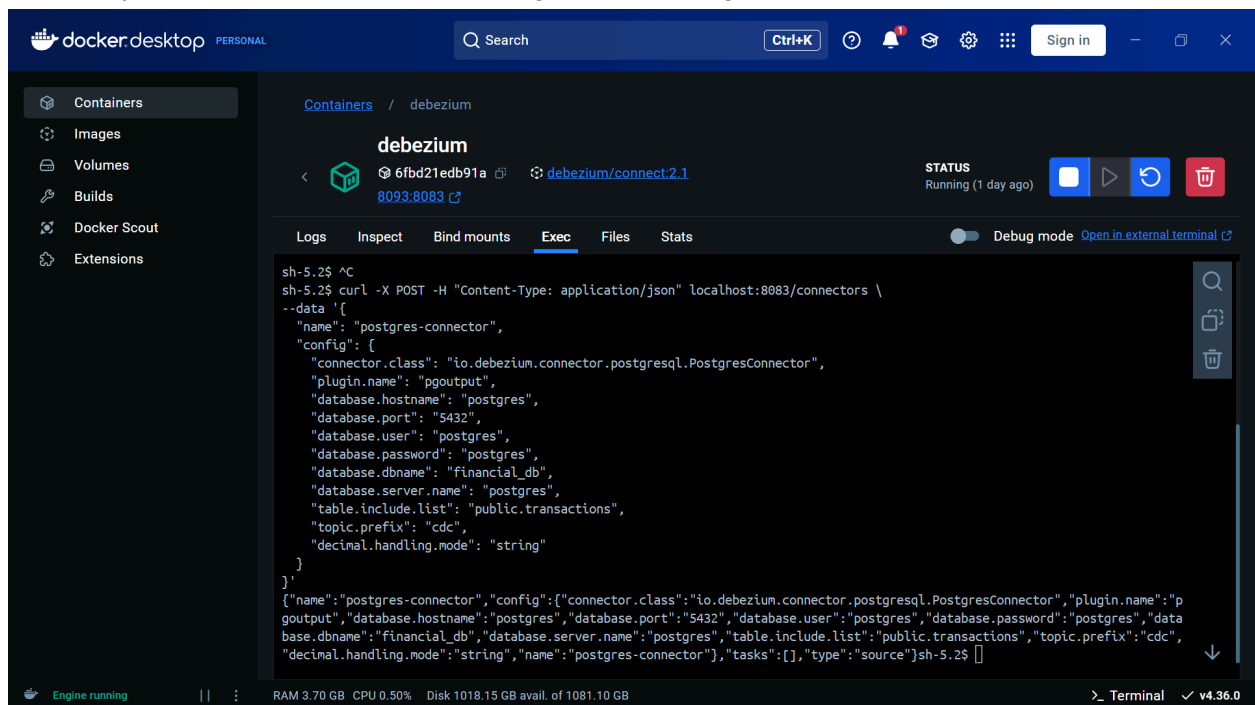 docker.desktop PERSONAL
Search
Ctrl+K
1
Sign in
Containers
Images
Volumes
Builds
Docker Scout
Extensions
Containers / debezium
debezium
6fbd21edb91a
debezium/connect:2.1
8093:8083
STATUS
Running (1 day ago)
Logs
Inspect
Bind mounts
Exec
Files
Stats
Debug mode
Open in external terminal
sh-5.2$ ^C
sh-5.2$ curl -X POST -H "Content-Type: application/json" localhost:8083/connectors \
--data '{
  "name": "postgres-connector",
  "config": {
    "connector.class": "io.debezium.connector.postgresql.PostgresConnector",
    "plugin.name": "pgoutput",
    "database.hostname": "postgres",
    "database.port": "5432",
    "database.user": "postgres",
    "database.password": "postgres",
    "database.dbname": "financial_db",
    "database.server.name": "postgres",
    "table.include.list": "public.transactions",
    "topic.prefix": "cdc",
    "decimal.handling.mode": "string"
  }
}'
{"name":"postgres-connector","config":{"connector.class":"io.debezium.connector.postgresql.PostgresConnector","plugin.name":"p
goutput","database.hostname":"postgres","database.port":"5432","database.user":"postgres","database.password":"postgres","data
base.dbname":"financial_db","database.server.name":"postgres","table.include.list":"public.transactions","topic.prefix":"cdc",
"decimal.handling.mode":"string","name":"postgres-connector"},"tasks":[],"type":"source"}sh-5.2$
Engine running
RAM 3.70 GB CPU 0.50% Disk 1018.15 GB avail. of 1081.10 GB
>_ Terminal
v4.36.0